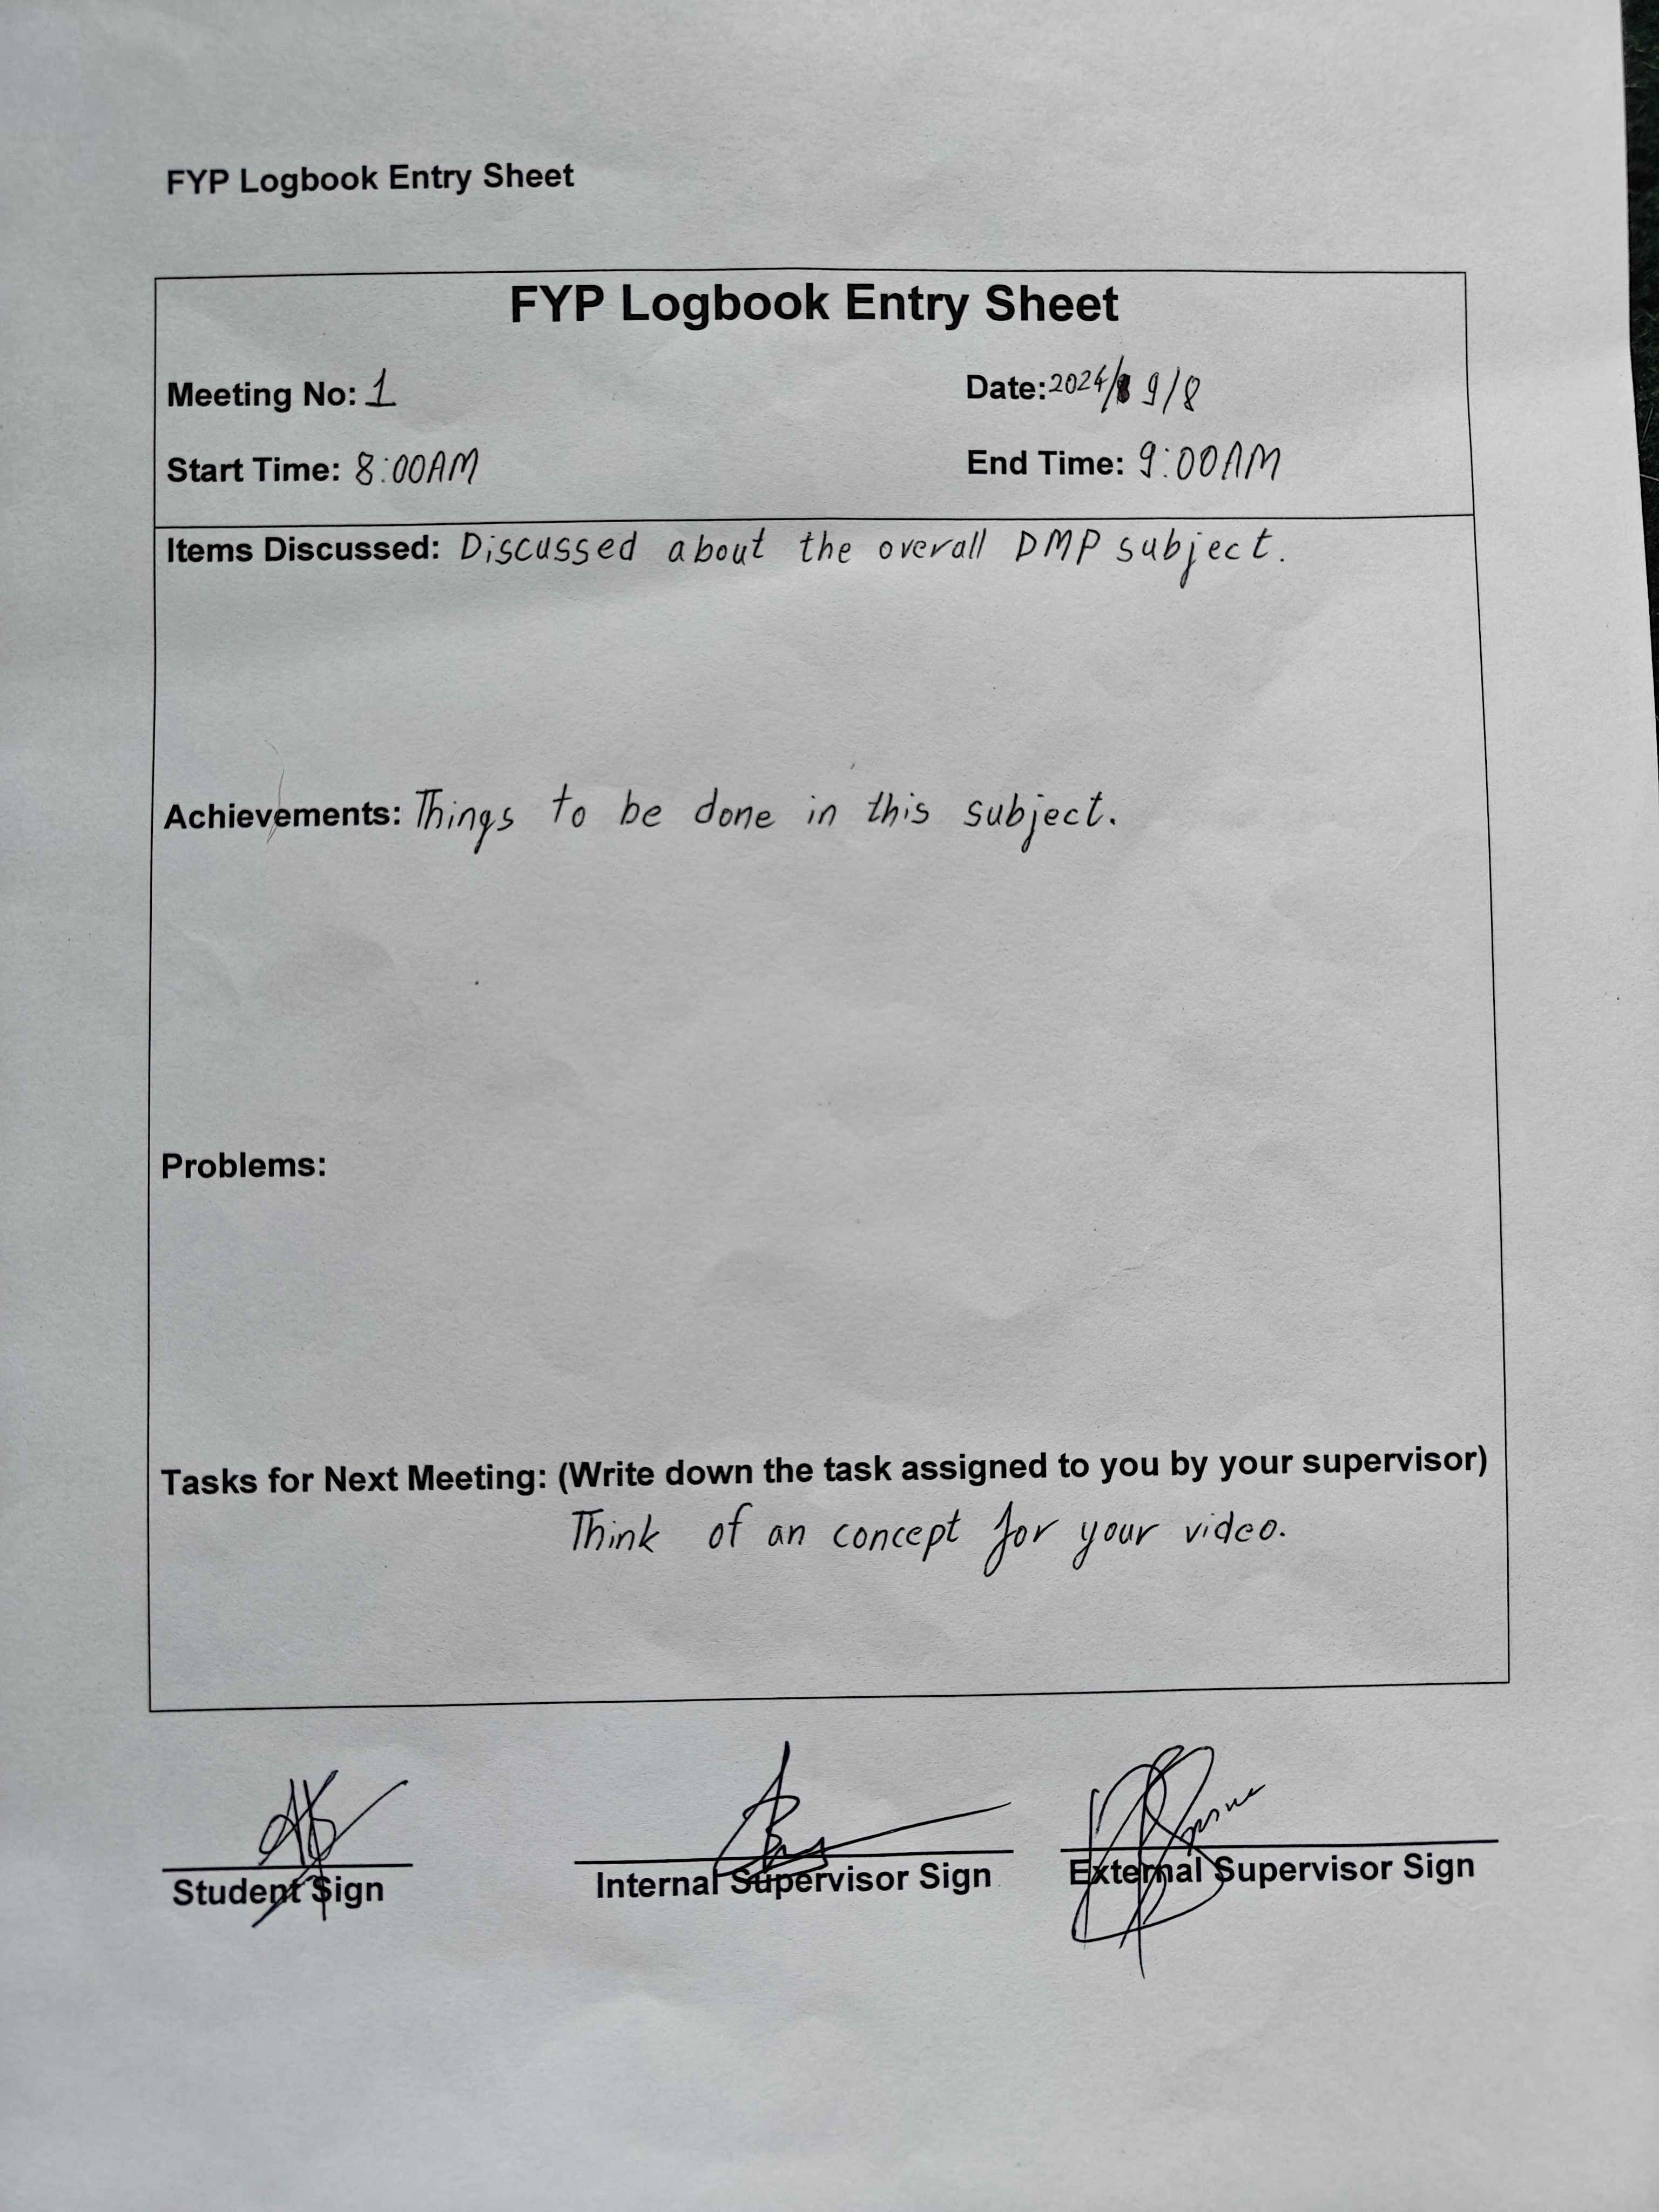 FYP Logbook Entry Sheet
FYP Logbook Entry Sheet
Meeting No: 1
Date: 2024/ 9/8
Start Time: 8:00AM
End Time: 9:00AM
Items Discussed: Discussed about the overall DMP subject.
Achievements: Things to be done in this subject.
Problems:
Tasks for Next Meeting: (Write down the task assigned to you by your supervisor)
Think of an concept for your video.
Student Sign
Internal Supervisor Sign
External Supervisor Sign